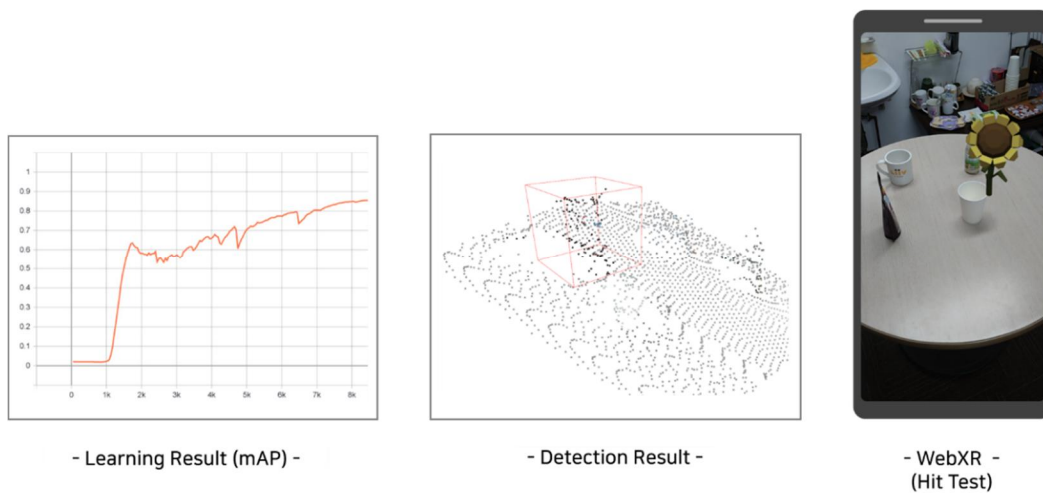 1
0.9
0.8
0.7
0.6
0.5
0.4
0.3
0.2
0.1
0
0 1k 2k 3k 4k 5k 6k 7k 8k
- Learning Result (mAP) -
- Detection Result -
- WebXR -
(Hit Test)